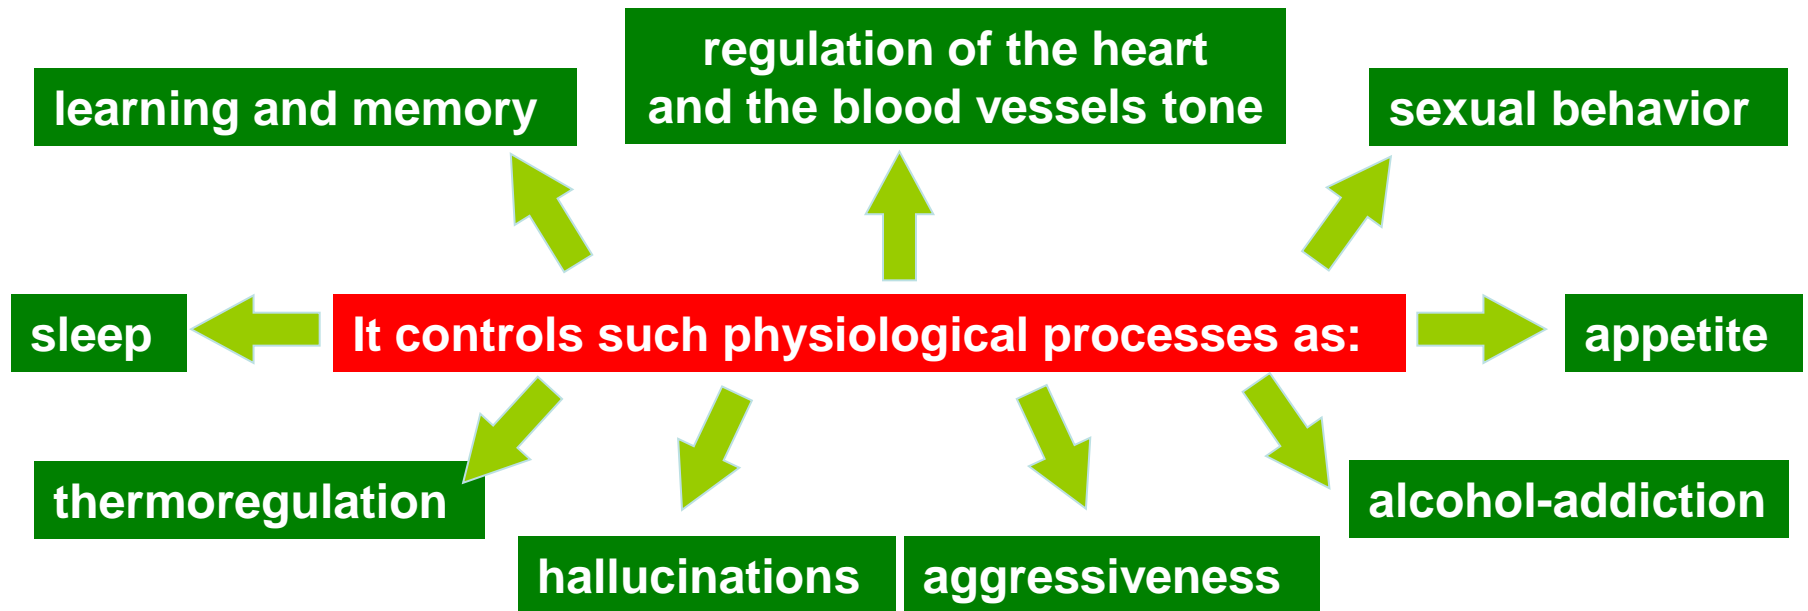 regulation of the heart
and the blood vessels tone
learning and memory
sexual behavior
sleep
It controls such physiological processes as:
appetite
thermoregulation
alcohol-addiction
hallucinations
aggressiveness